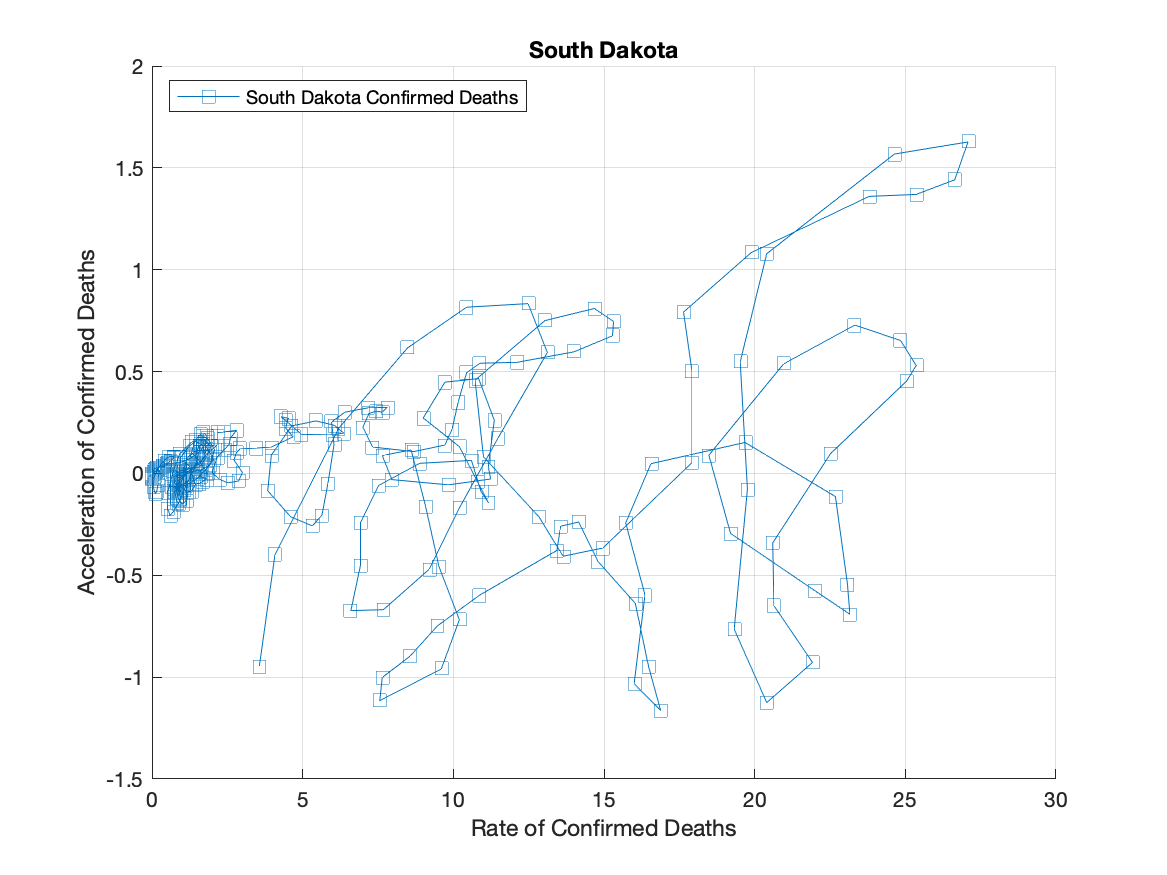 South Dakota
South Dakota Confirmed Deaths
2
1.5
1
0.5
0
-0.5
-1
-1.5
Acceleration of Confirmed Deaths
0 5 10 15 20 25 30
Rate of Confirmed Deaths